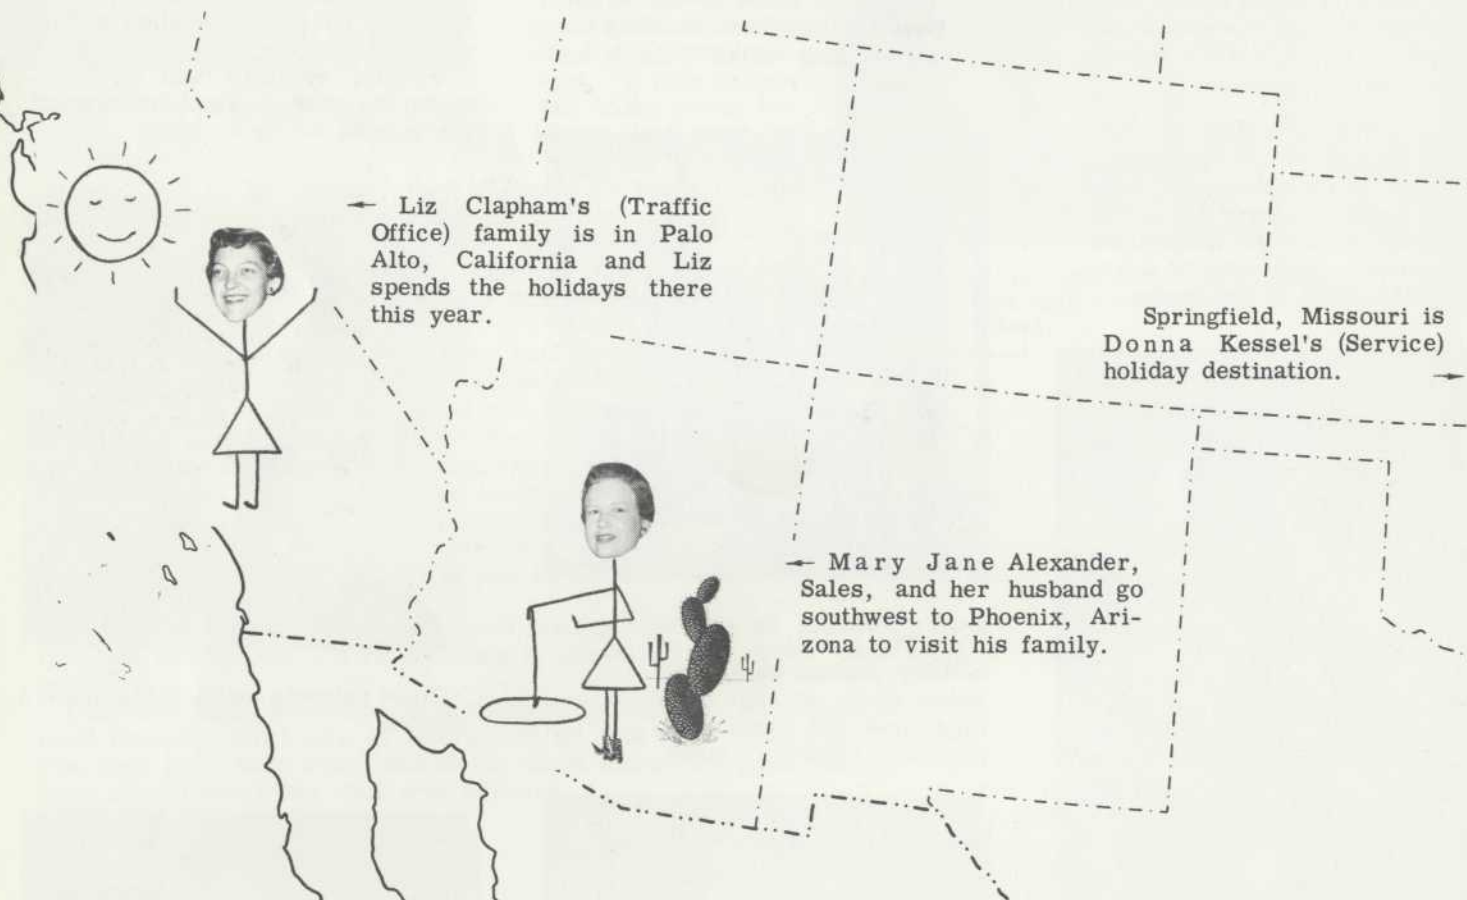 Liz Clapham's (Traffic
Office) family is in Palo
Alto, California and Liz
spends the holidays there
this year.
Springfield, Missouri is
Donna Kessel's (Service)
holiday destination.
Mary Jane Alexander,
Sales, and her husband go
southwest to Phoenix, Ari-
zona to visit his family.